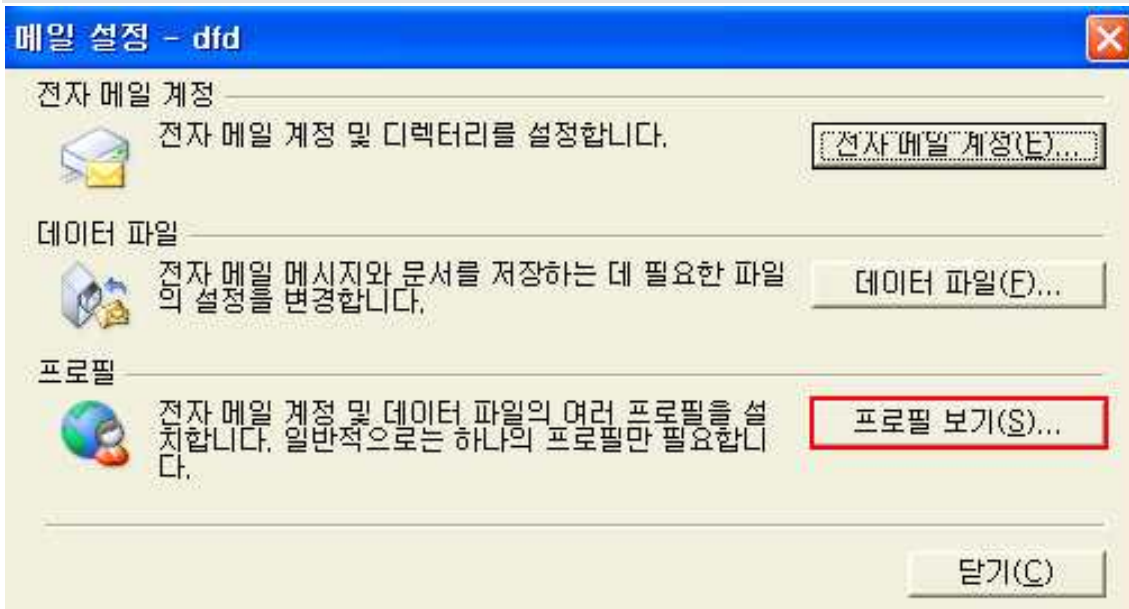 메일 설정 - dfd
전자 메일 계정
전자 메일 계정 및 디렉터리를 설정합니다.
전자 메일 계정(E)...
데이터 파일
전자 메일 메시지와 문서를 저장하는 데 필요한 파일
의 설정을 변경합니다.
데이터 파일(F)...
프로필
전자 메일 계정 및 데이터 파일의 여러 프로필을 설
치합니다. 일반적으로는 하나의 프로필만 필요합니
다.
프로필 보기(S)...
닫기(C)